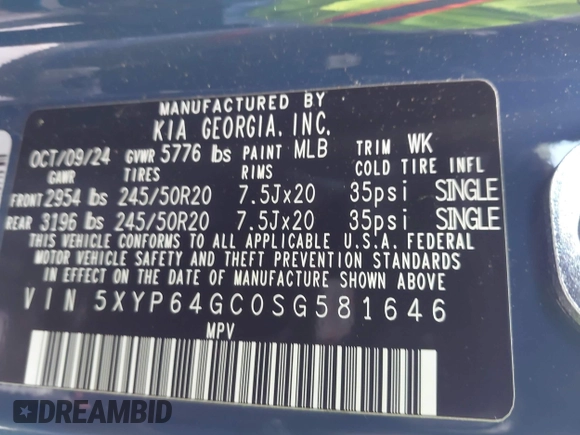 MANUFACTURED BY
KIA GEORGIA, INC.
OCT/09/24 GVWR 5776 lbs PAINT MLB TRIM WK
GAWR TIRES RIMS COLD TIRE INFL
FRONT 2954 lbs 245/50R20 7.5Jx20 35psi SINGLE
REAR 3196 lbs 245/50R20 7.5Jx20 35psi SINGLE
THIS VEHICLE CONFORMS TO ALL APPLICABLE U.S.A. FEDERAL
MOTOR VEHICLE SAFETY AND THEFT PREVENTION STANDARDS
IN EFFECT ON THE DATE OF MANUFACTURE SHOWN ABOVE.
VIN 5XYP64GC0SG581646
MPV
DREAMBID